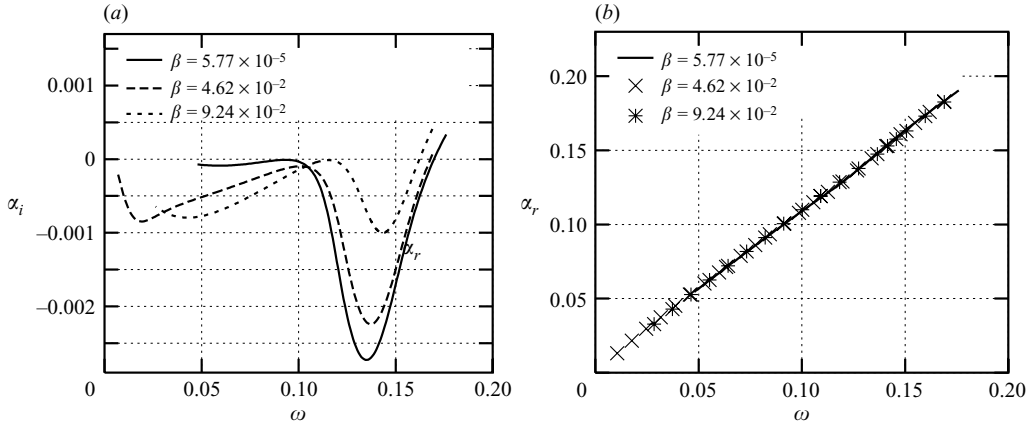 (a)
β = 5.77 × 10⁻⁵
β = 4.62 × 10⁻²
β = 9.24 × 10⁻²
0.001
0
−0.001
−0.002
αᵢ
αᵣ
0 0.05 0.10 0.15 0.20
ω
(b)
β = 5.77 × 10⁻⁵
β = 4.62 × 10⁻²
β = 9.24 × 10⁻²
0.20
0.15
0.10
0.05
αᵣ
0 0.05 0.10 0.15 0.20
ω